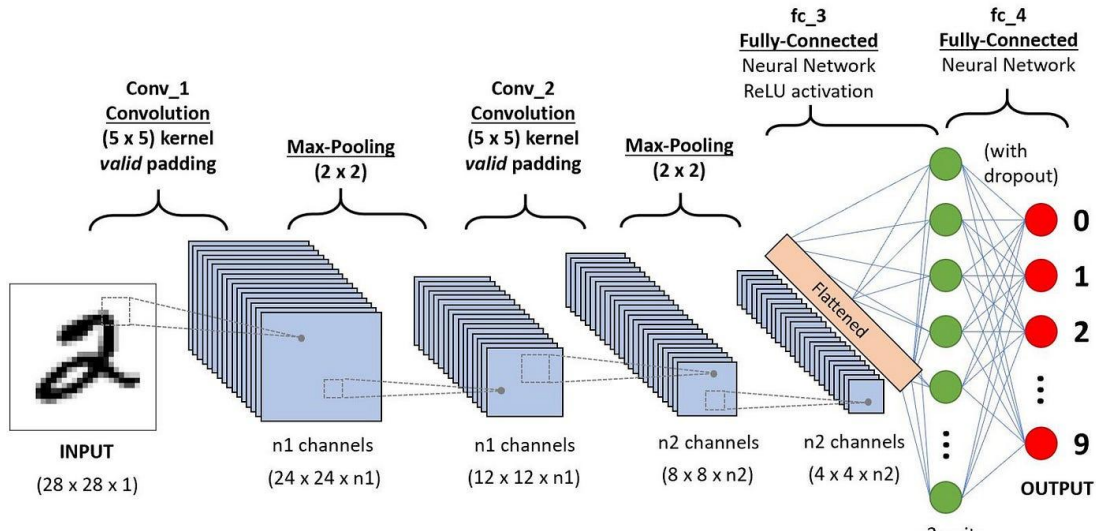 fc_3
Fully-Connected
Neural Network
ReLU activation
fc_4
Fully-Connected
Neural Network
Conv_1
Convolution
(5 x 5) kernel
valid padding
Max-Pooling
(2 x 2)
Conv_2
Convolution
(5 x 5) kernel
valid padding
Max-Pooling
(2 x 2)
(with
dropout)
0
1
2
9
Flattened
INPUT
(28 x 28 x 1)
n1 channels
(24 x 24 x n1)
n1 channels
(12 x 12 x n1)
n2 channels
(8 x 8 x n2)
n2 channels
(4 x 4 x n2)
OUTPUT